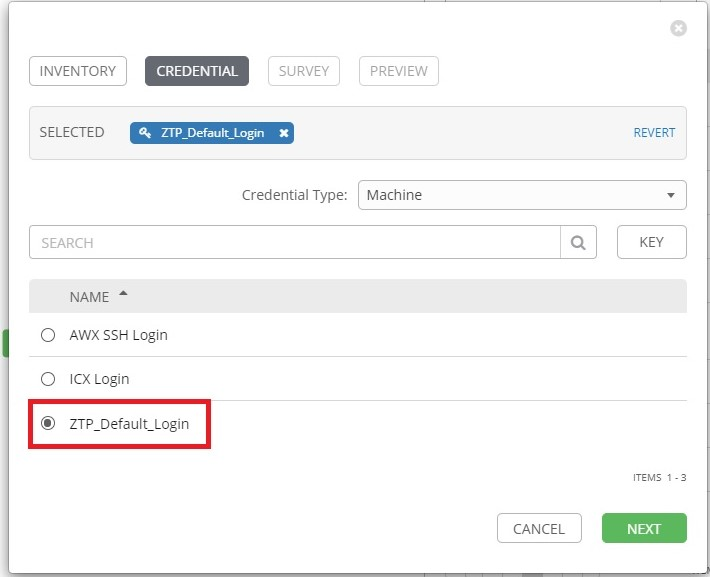 INVENTORY CREDENTIAL SURVEY PREVIEW
SELECTED ZTP_Default_Login REVERT
Credential Type: Machine
SEARCH KEY
NAME
AWX SSH Login
ICX Login
ZTP_Default_Login
ITEMS 1 - 3
CANCEL NEXT